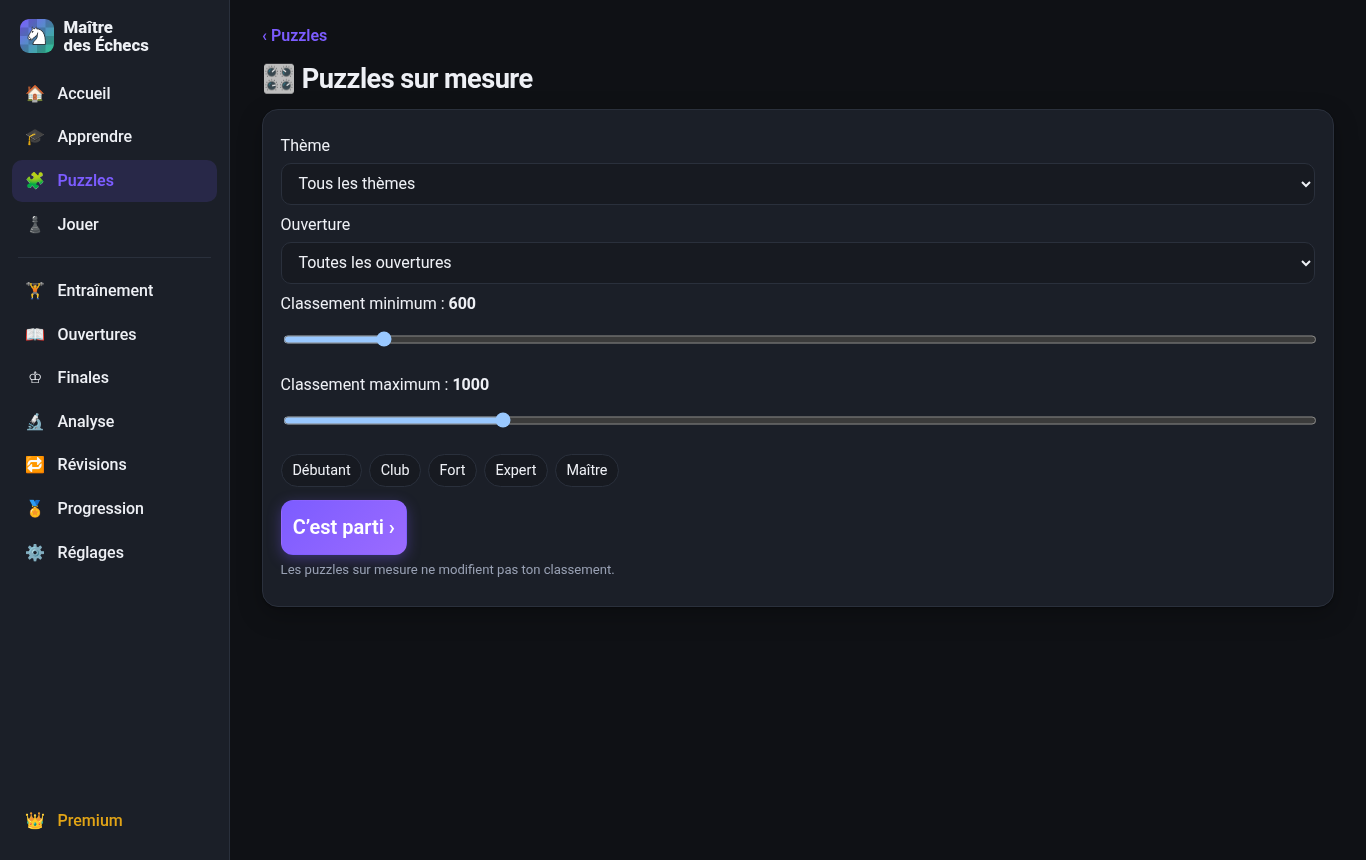 Maître
des Échecs
Accueil
Apprendre
Puzzles
Jouer
Entraînement
Ouvertures
Finales
Analyse
Révisions
Progression
Réglages
Premium
‹ Puzzles
Puzzles sur mesure
Thème
Tous les thèmes
Ouverture
Toutes les ouvertures
Classement minimum : 600
Classement maximum : 1000
Débutant Club Fort Expert Maître
C’est parti ›
Les puzzles sur mesure ne modifient pas ton classement.